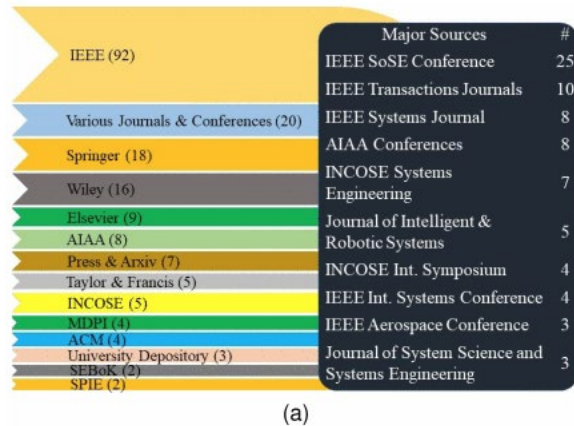 IEEE (92)
Various Journals & Conferences (20)
Springer (18)
Wiley (16)
Elsevier (9)
AIAA (8)
Press & Arxiv (7)
Taylor & Francis (5)
INCOSE (5)
MDPI (4)
ACM (4)
University Depository (3)
SEBoK (2)
SPIE (2)
Major Sources #
IEEE SoSE Conference 25
IEEE Transactions Journals 10
IEEE Systems Journal 8
AIAA Conferences 8
INCOSE Systems
Engineering 7
Journal of Intelligent &
Robotic Systems 5
INCOSE Int. Symposium 4
IEEE Int. Systems Conference 4
IEEE Aerospace Conference 3
Journal of System Science and
Systems Engineering 3
(a)